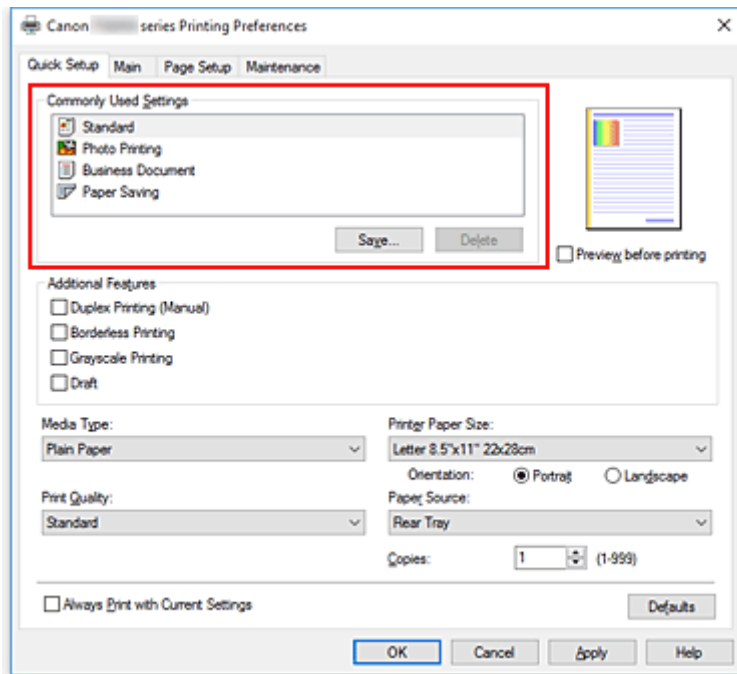 Canon series Printing Preferences
Quick Setup Main Page Setup Maintenance
Commonly Used Settings
Standard
Photo Printing
Business Document
Paper Saving
Save... Delete
Preview before printing
Additional Features
Duplex Printing (Manual)
Borderless Printing
Grayscale Printing
Draft
Media Type:
Plain Paper
Printer Paper Size:
Letter 8.5"x11" 22x28cm
Orientation: Portrait Landscape
Print Quality:
Standard
Paper Source:
Rear Tray
Copies: 1 (1-999)
Always Print with Current Settings
Defaults
OK Cancel Apply Help